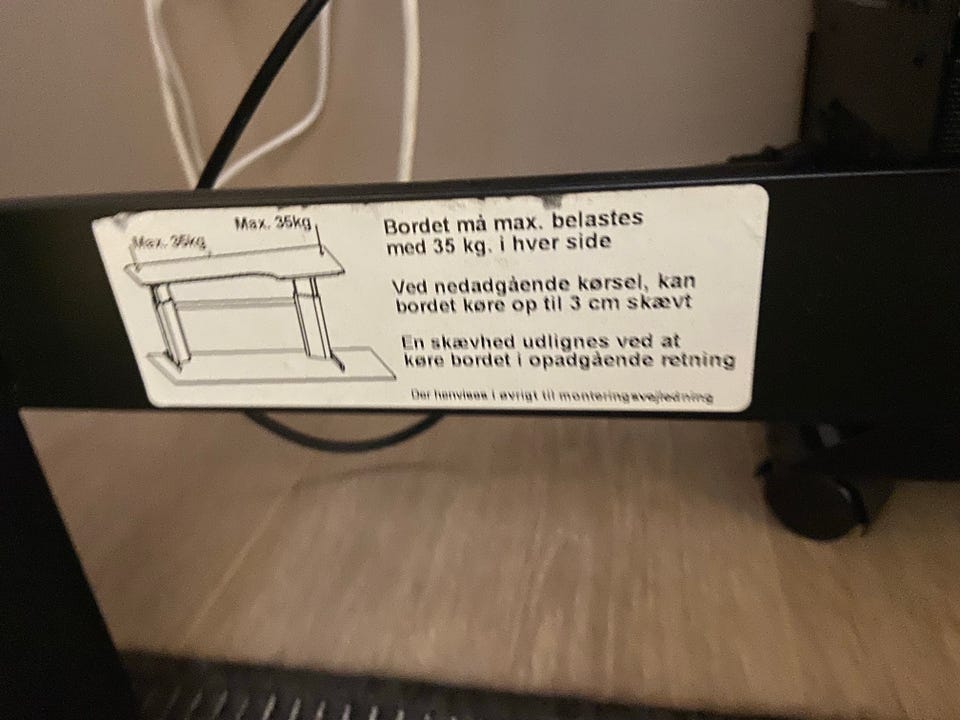 Max. 35kg
Max. 35kg
Bordet må max. belastes
med 35 kg. i hver side
Ved nedadgående kørsel, kan
bordet køre op til 3 cm skævt
En skævhed udlignes ved at
køre bordet i opadgående retning
Der henvises i øvrigt til monteringsvejledning